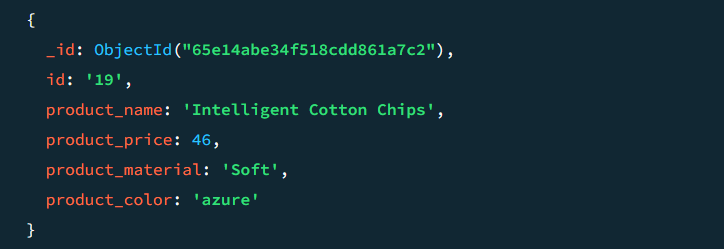 {
_id: ObjectId("65e14abe34f518cdd861a7c2"),
id: '19',
product_name: 'Intelligent Cotton Chips',
product_price: 46,
product_material: 'Soft',
product_color: 'azure'
}